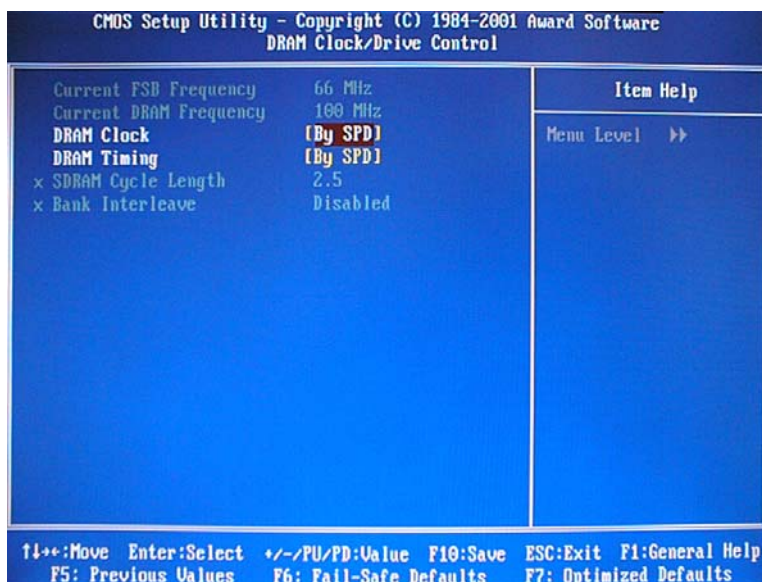 CMOS Setup Utility - Copyright (C) 1984-2001 Award Software
DRAM Clock/Drive Control
Current FSB Frequency 66 MHz
Current DRAM Frequency 100 MHz
DRAM Clock [By SPD]
DRAM Timing [By SPD]
x SDRAM Cycle Length 2.5
x Bank Interleave Disabled
Item Help
Menu Level ▸▸
↑↓→←:Move Enter:Select +/-/PU/PD:Value F10:Save ESC:Exit F1:General Help
F5: Previous Values F6: Fail-Safe Defaults F7: Optimized Defaults